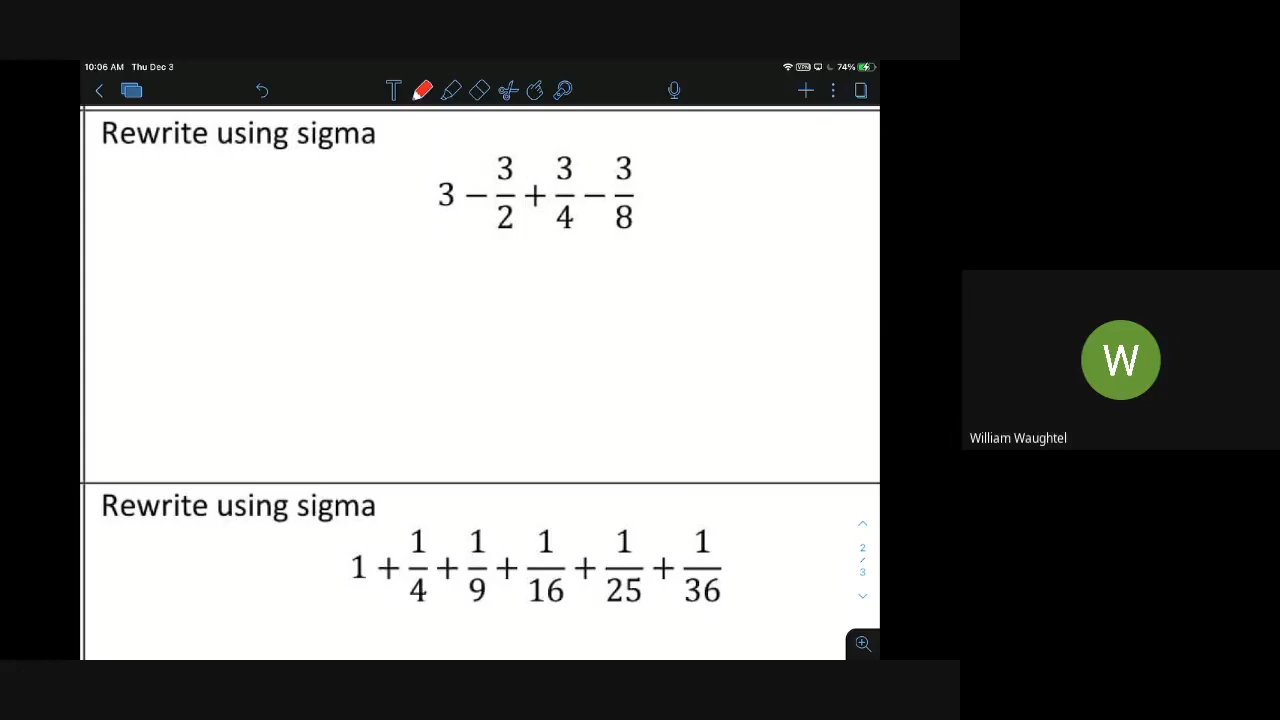 10:06 AM Thu Dec 3
VPN 74%
T
Rewrite using sigma
3 − 3/2 + 3/4 − 3/8
Rewrite using sigma
1 + 1/4 + 1/9 + 1/16 + 1/25 + 1/36
2
/
3
W
William Waughtel